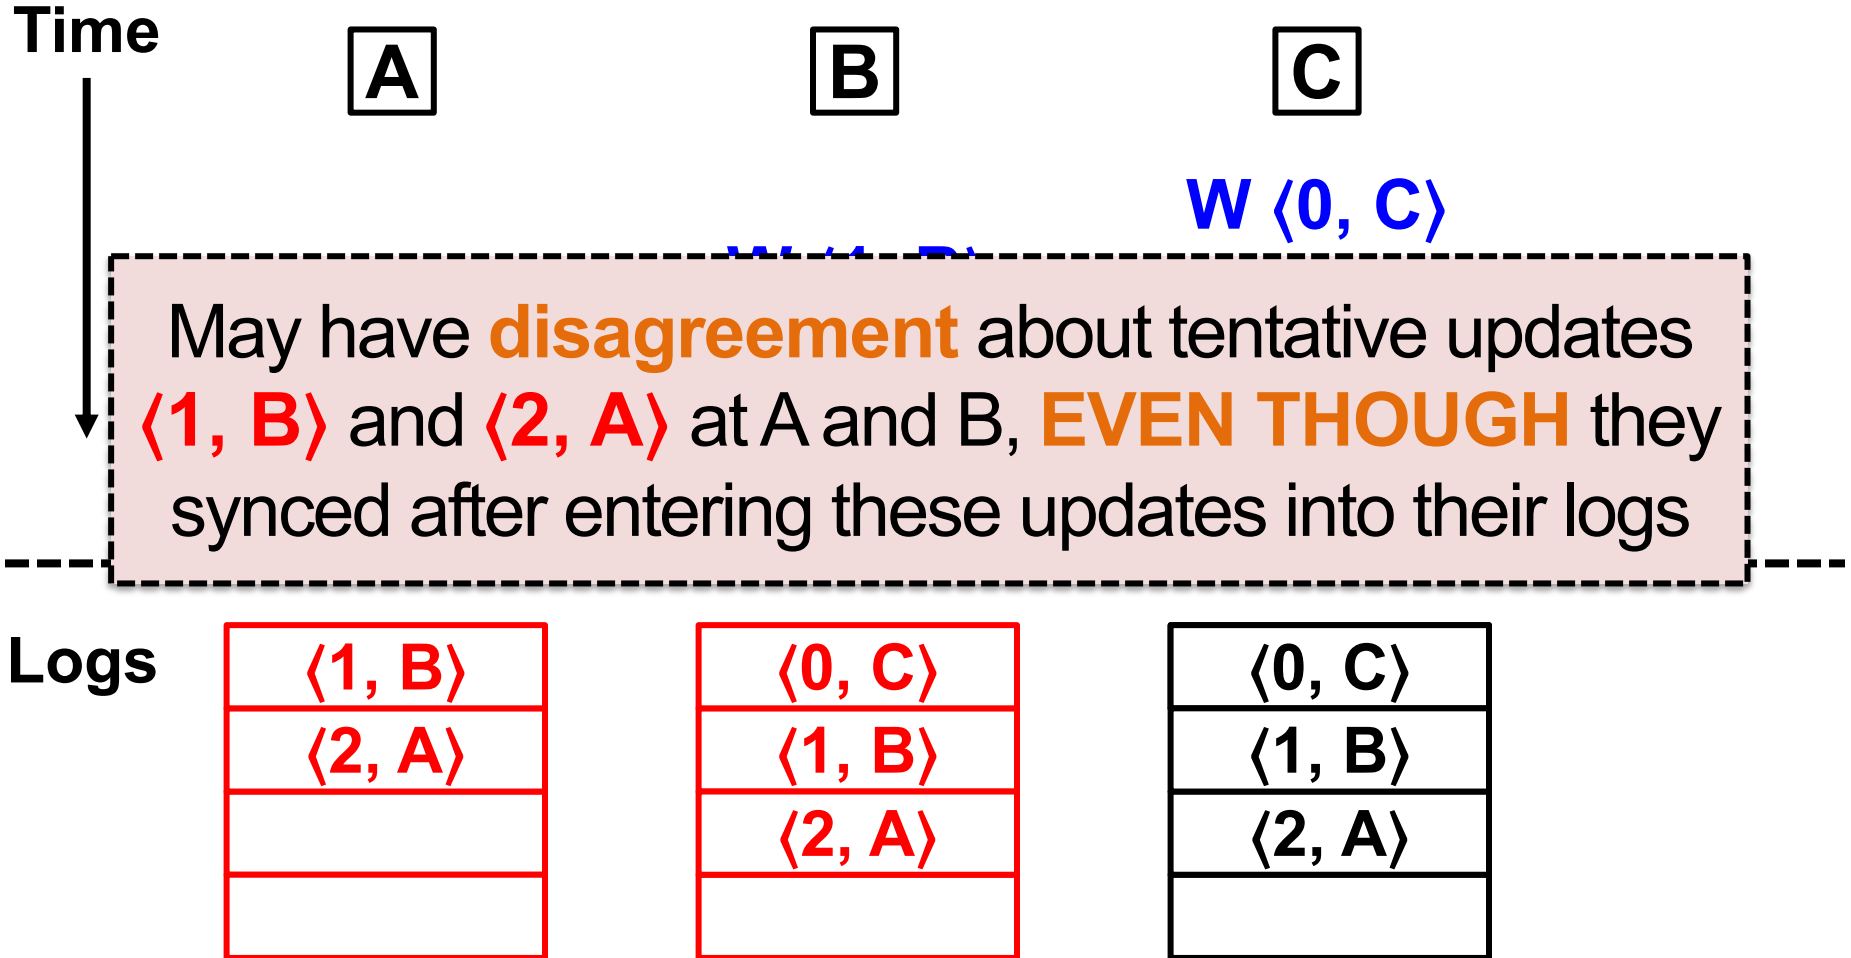 Time
A
B
C
W ⟨0, C⟩
May have disagreement about tentative updates
⟨1, B⟩ and ⟨2, A⟩ at A and B, EVEN THOUGH they
synced after entering these updates into their logs
Logs
⟨1, B⟩
⟨2, A⟩
⟨0, C⟩
⟨1, B⟩
⟨2, A⟩
⟨0, C⟩
⟨1, B⟩
⟨2, A⟩